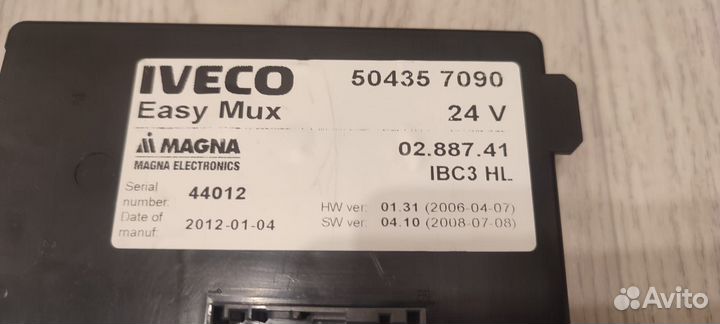 IVECO 50435 7090
Easy Mux 24 V
MAGNA 02.887.41
MAGNA ELECTRONICS IBC3 HL
Serial number: 44012
HW ver: 01.31 (2006-04-07)
Date of manuf: 2012-01-04
SW ver: 04.10 (2008-07-08)
Avito